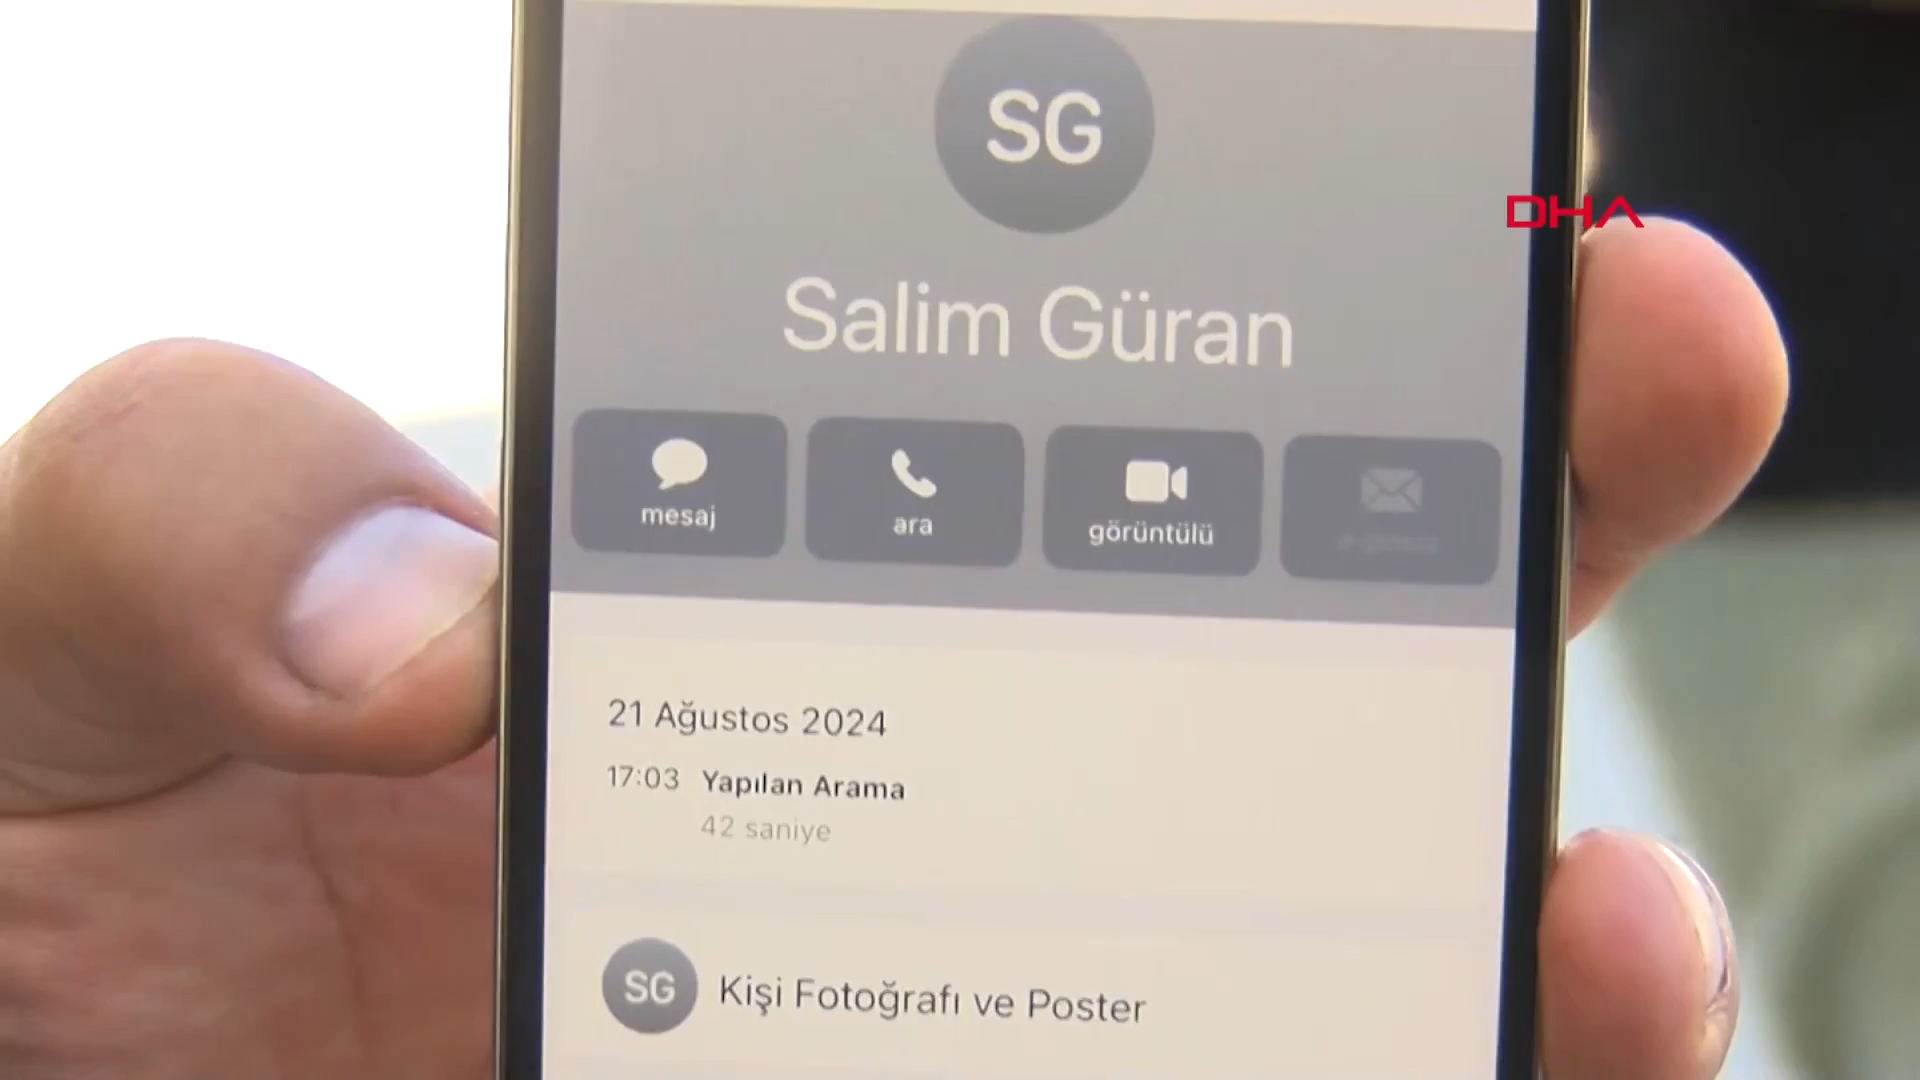 SG
DHA
Salim Güran
mesaj
ara
görüntülü
21 Ağustos 2024
17:03 Yapılan Arama
42 saniye
SG
Kişi Fotoğrafı ve Poster